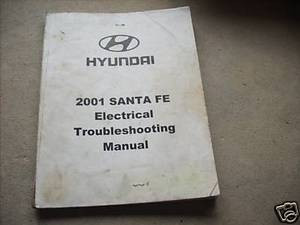 HYUNDAI
2001 SANTA FE
Electrical
Troubleshooting
Manual